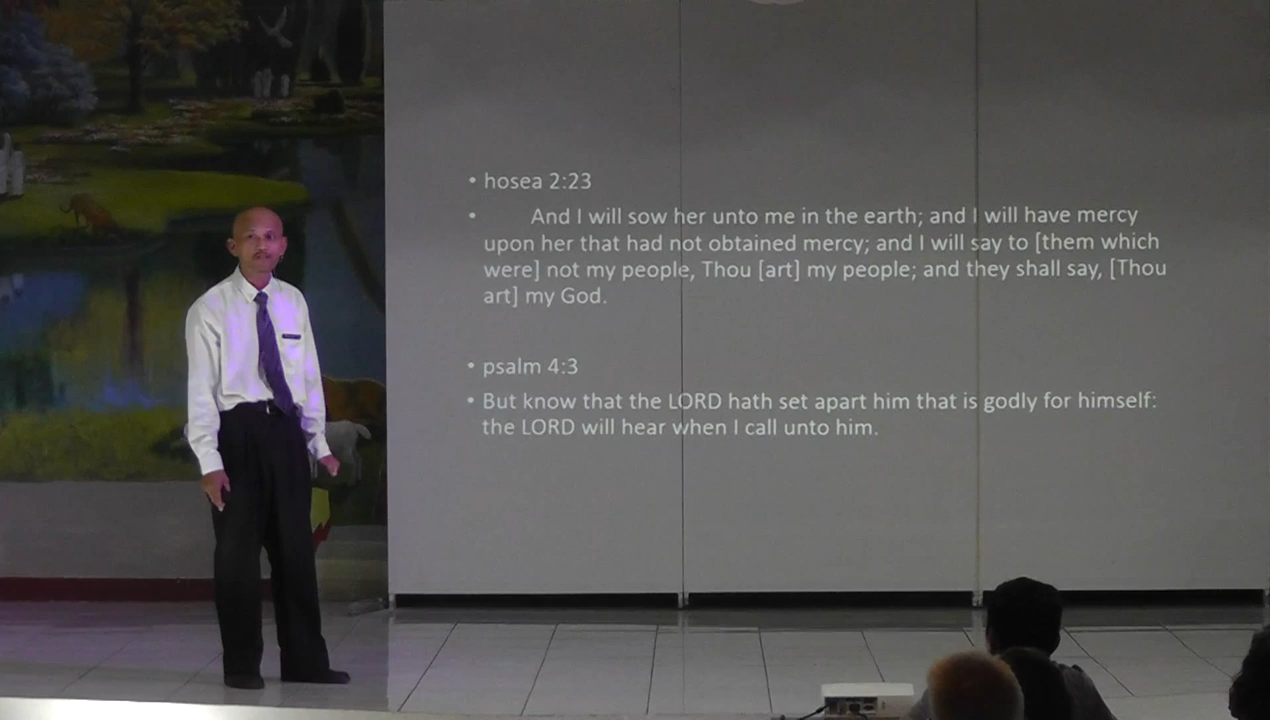 • hosea 2:23
• And I will sow her unto me in the earth; and I will have mercy
upon her that had not obtained mercy; and I will say to [them which
were] not my people, Thou [art] my people; and they shall say, [Thou
art] my God.
• psalm 4:3
• But know that the LORD hath set apart him that is godly for himself:
the LORD will hear when I call unto him.